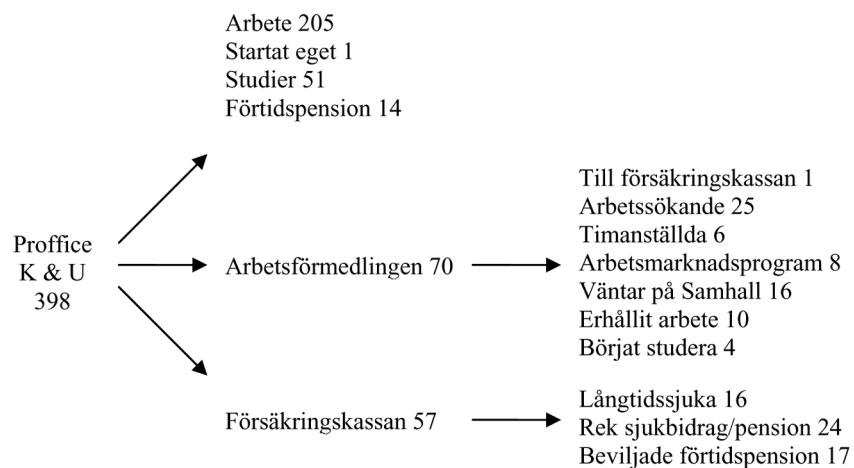 Arbete 205
Startat eget 1
Studier 51
Förtidspension 14
Proffice
K & U
398
Arbetsförmedlingen 70
Till försäkringskassan 1
Arbetssökande 25
Timanställda 6
Arbetsmarknadsprogram 8
Väntar på Samhall 16
Erhållit arbete 10
Börjat studera 4
Försäkringskassan 57
Långtidssjuka 16
Rek sjukbidrag/pension 24
Beviljade förtidspension 17